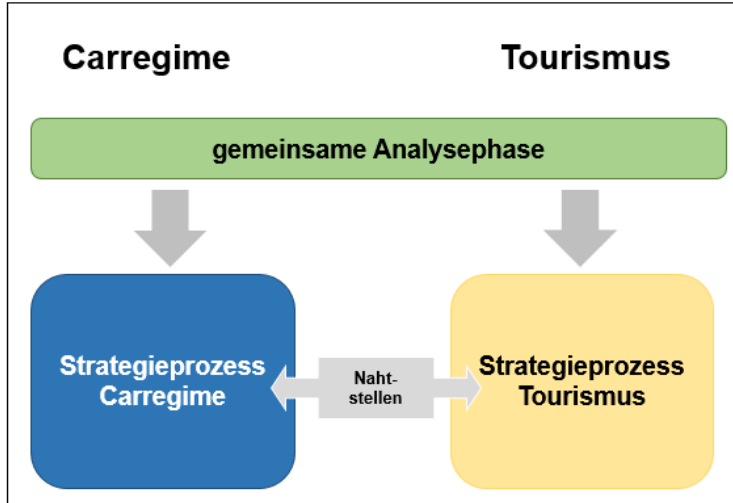 Carregime
Tourismus
gemeinsame Analysephase
Strategieprozess
Carregime
Naht-
stellen
Strategieprozess
Tourismus